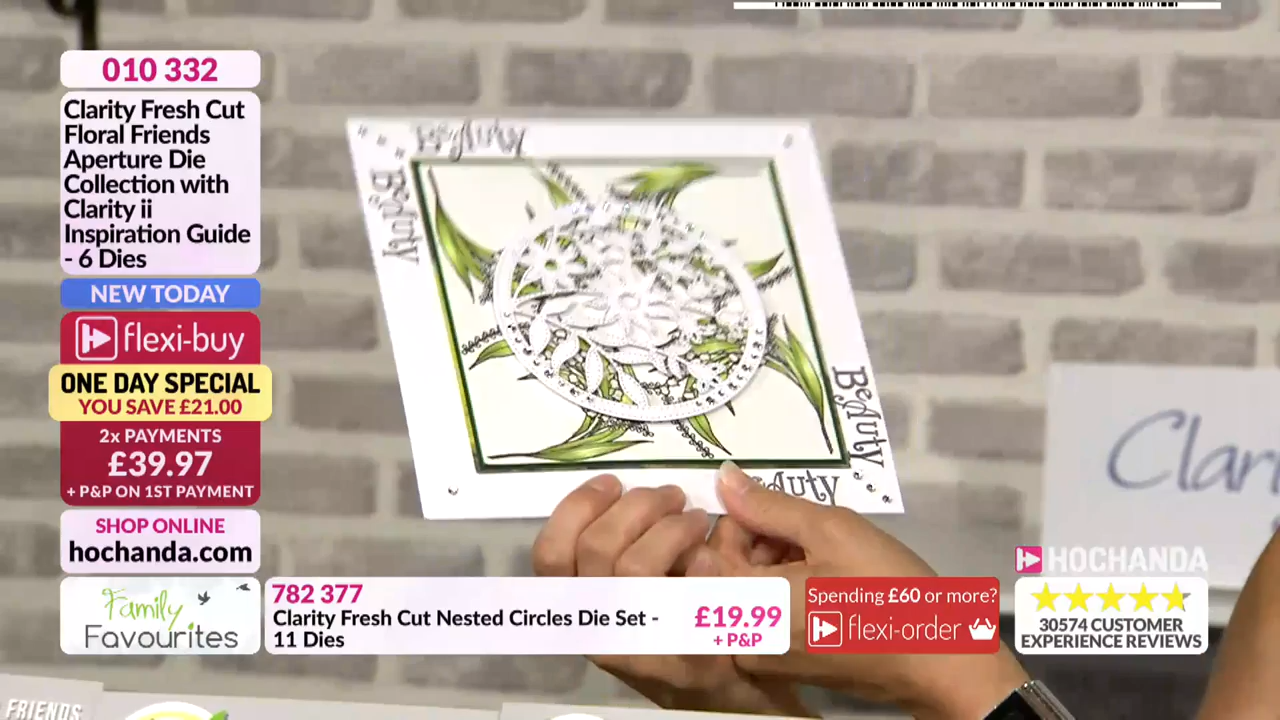 010 332
Clarity Fresh Cut
Floral Friends
Aperture Die
Collection with
Clarity ii
Inspiration Guide
- 6 Dies
NEW TODAY
flexi-buy
ONE DAY SPECIAL
YOU SAVE £21.00
2x PAYMENTS
£39.97
+ P&P ON 1ST PAYMENT
SHOP ONLINE
hochanda.com
Family
Favourites
782 377
Clarity Fresh Cut Nested Circles Die Set -
11 Dies
£19.99
+ P&P
Spending £60 or more?
flexi-order
HOCHANDA
30574 CUSTOMER
EXPERIENCE REVIEWS
Beauty
Beauty
Beauty
Beauty
FRIENDS